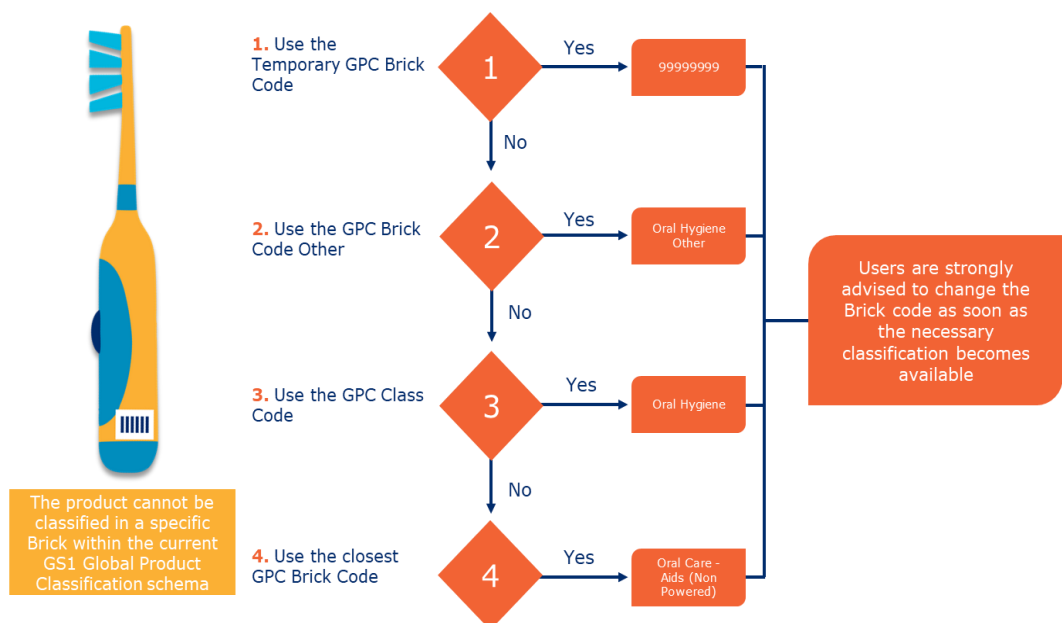 1. Use the
Temporary GPC Brick
Code
1
Yes
99999999
No
2. Use the GPC Brick
Code Other
2
Yes
Oral Hygiene
Other
No
3. Use the GPC Class
Code
3
Yes
Oral Hygiene
No
4. Use the closest
GPC Brick Code
4
Yes
Oral Care -
Aids (Non
Powered)
Users are strongly
advised to change the
Brick code as soon as
the necessary
classification becomes
available
The product cannot be
classified in a specific
Brick within the current
GS1 Global Product
Classification schema